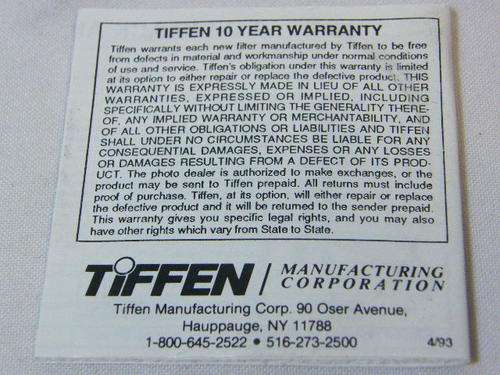 TIFFEN 10 YEAR WARRANTY
Tiffen warrants each new filter manufactured by Tiffen to be free
from defects in material and workmanship under normal conditions
of use and service. Tiffen's obligation under this warranty is limited
at its option to either repair or replace the defective product. THIS
WARRANTY IS EXPRESSLY MADE IN LIEU OF ALL OTHER
WARRANTIES, EXPRESSED OR IMPLIED, INCLUDING
SPECIFICALLY WITHOUT LIMITING THE GENERALITY THERE-
OF, ANY IMPLIED WARRANTY OR MERCHANTABILITY, AND
OF ALL OTHER OBLIGATIONS OR LIABILITIES AND TIFFEN
SHALL UNDER NO CIRCUMSTANCES BE LIABLE FOR ANY
CONSEQUENTIAL DAMAGES, EXPENSES OR ANY LOSSES
OR DAMAGES RESULTING FROM A DEFECT OF ITS PROD-
UCT. The photo dealer is authorized to make exchanges, or the
product may be sent to Tiffen prepaid. All returns must include
proof of purchase. Tiffen, at its option, will either repair or replace
the defective product and it will be returned to the sender prepaid.
This warranty gives you specific legal rights, and you may also
have other rights which vary from State to State.
TIFFEN / MANUFACTURING
CORPORATION
Tiffen Manufacturing Corp. 90 Oser Avenue,
Hauppauge, NY 11788
1-800-645-2522 • 516-273-2500
4/93